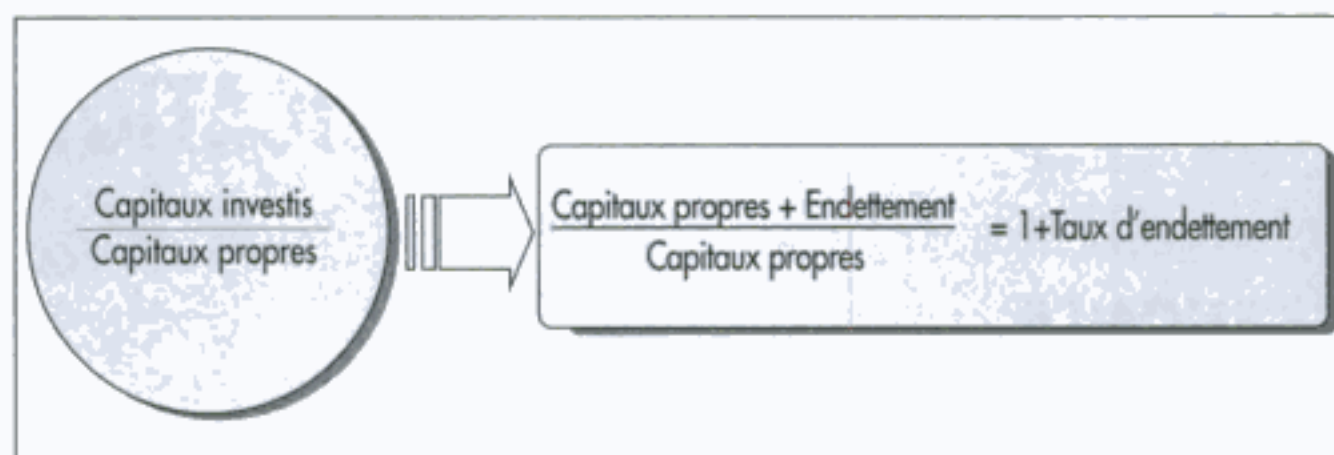 Capitaux investis
Capitaux propres
Capitaux propres + Endettement
Capitaux propres
= 1+Taux d'endettement